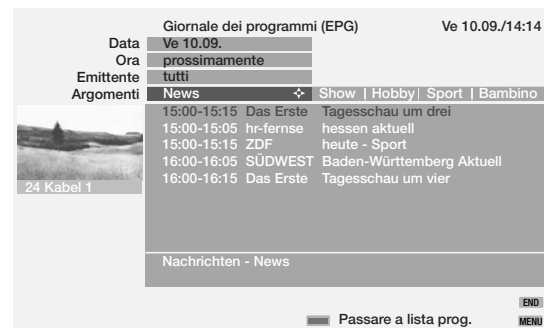 Giornale dei programmi (EPG) Ve 10.09./14:14
Data Ve 10.09.
Ora prossimamente
Emittente tutti
Argomenti News Show | Hobby | Sport | Bambino
15:00-15:15 Das Erste Tagesschau um drei
15:00-15:05 hr-fernse hessen aktuell
15:00-15:15 ZDF heute - Sport
16:00-16:05 SÜDWEST Baden-Württemberg Aktuell
16:00-16:15 Das Erste Tagesschau um vier
24 Kabel 1
Nachrichten - News
END
Passare a lista prog. MENU